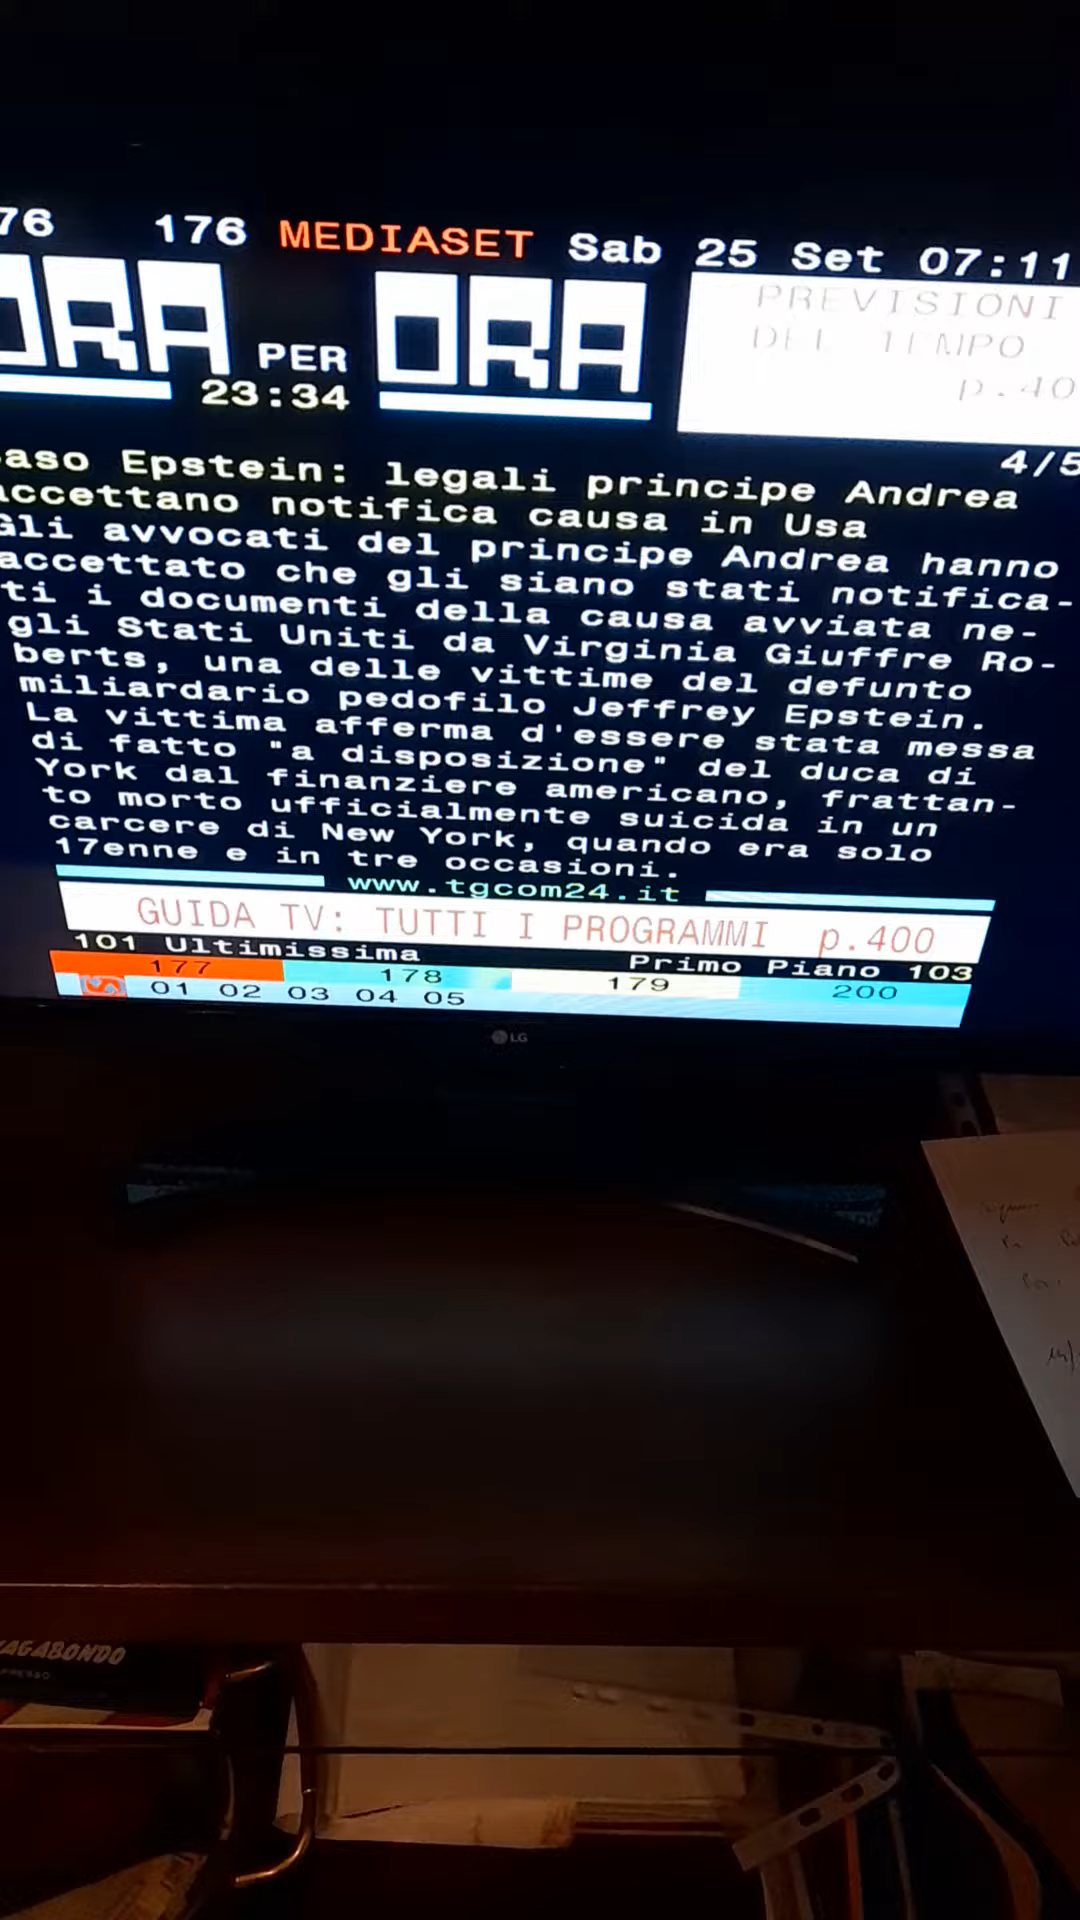 76 176 MEDIASET Sab 25 Set 07:11
ORA PER ORA
23:34
PREVISIONI
DEL TEMPO
p.40
4/5
aso Epstein: legali principe Andrea
accettano notifica causa in Usa
Gli avvocati del principe Andrea hanno
accettato che gli siano stati notifica-
ti i documenti della causa avviata ne-
gli Stati Uniti da Virginia Giuffre Ro-
berts, una delle vittime del defunto
miliardario pedofilo Jeffrey Epstein.
La vittima afferma d'essere stata messa
di fatto "a disposizione" del duca di
York dal finanziere americano, frattan-
to morto ufficialmente suicida in un
carcere di New York, quando era solo
17enne e in tre occasioni.
www.tgcom24.it
GUIDA TV: TUTTI I PROGRAMMI p.400
101 Ultimissima Primo Piano 103
177 178 179 200
S 01 02 03 04 05
LG
VAGABONDO